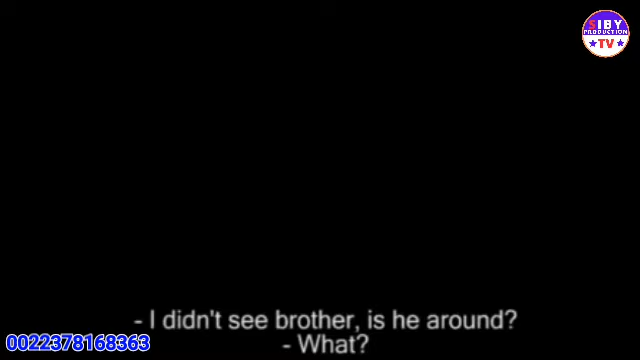 SIBY
PRODUCTION
TV
- I didn't see brother, is he around?
- What?
0022378168363